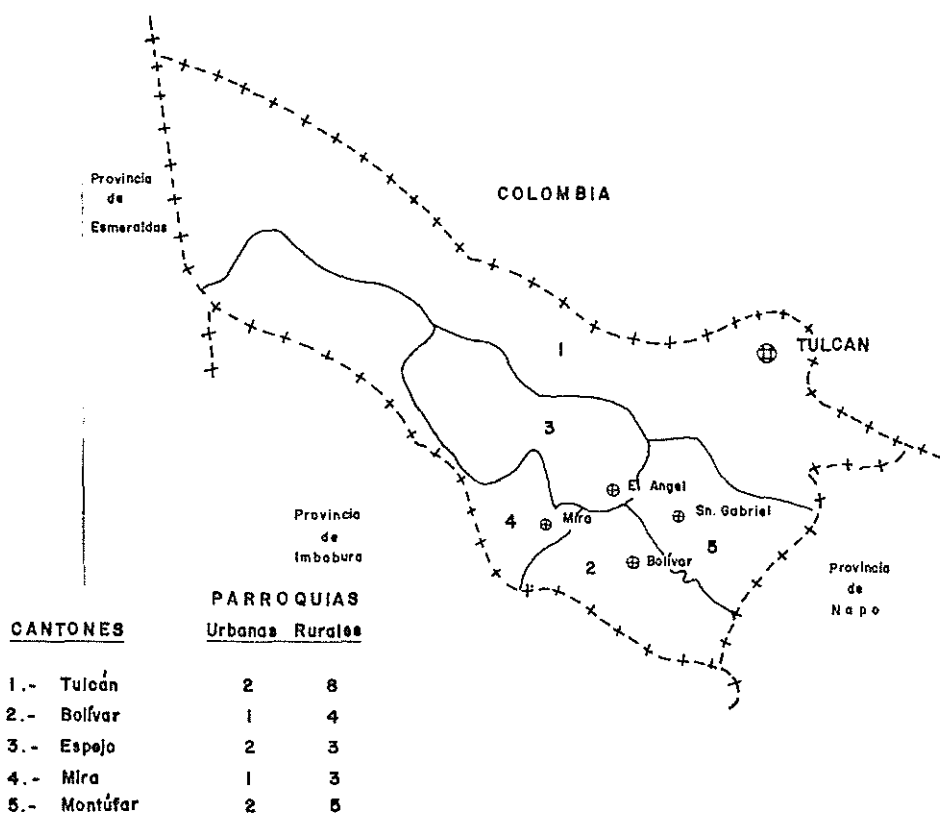 COLOMBIA
Provincia
de
Esmeraldas
1
TULCAN
3
El Angel
Sn. Gabriel
4
Mira
5
2
Bolívar
Provincia
de
Imbabura
Provincia
de
Napo
PARROQUIAS
CANTONES Urbanas Rurales
1.- Tulcán 2 8
2.- Bolívar 1 4
3.- Espejo 2 3
4.- Mira 1 3
5.- Montúfar 2 5